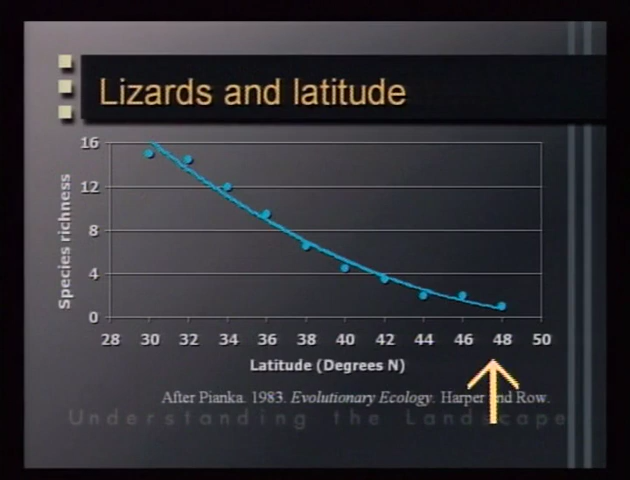 Lizards and latitude
16
12
8
4
0
Species richness
28 30 32 34 36 38 40 42 44 46 48 50
Latitude (Degrees N)
After Pianka. 1983. Evolutionary Ecology. Harper and Row.
Understanding the Landscape